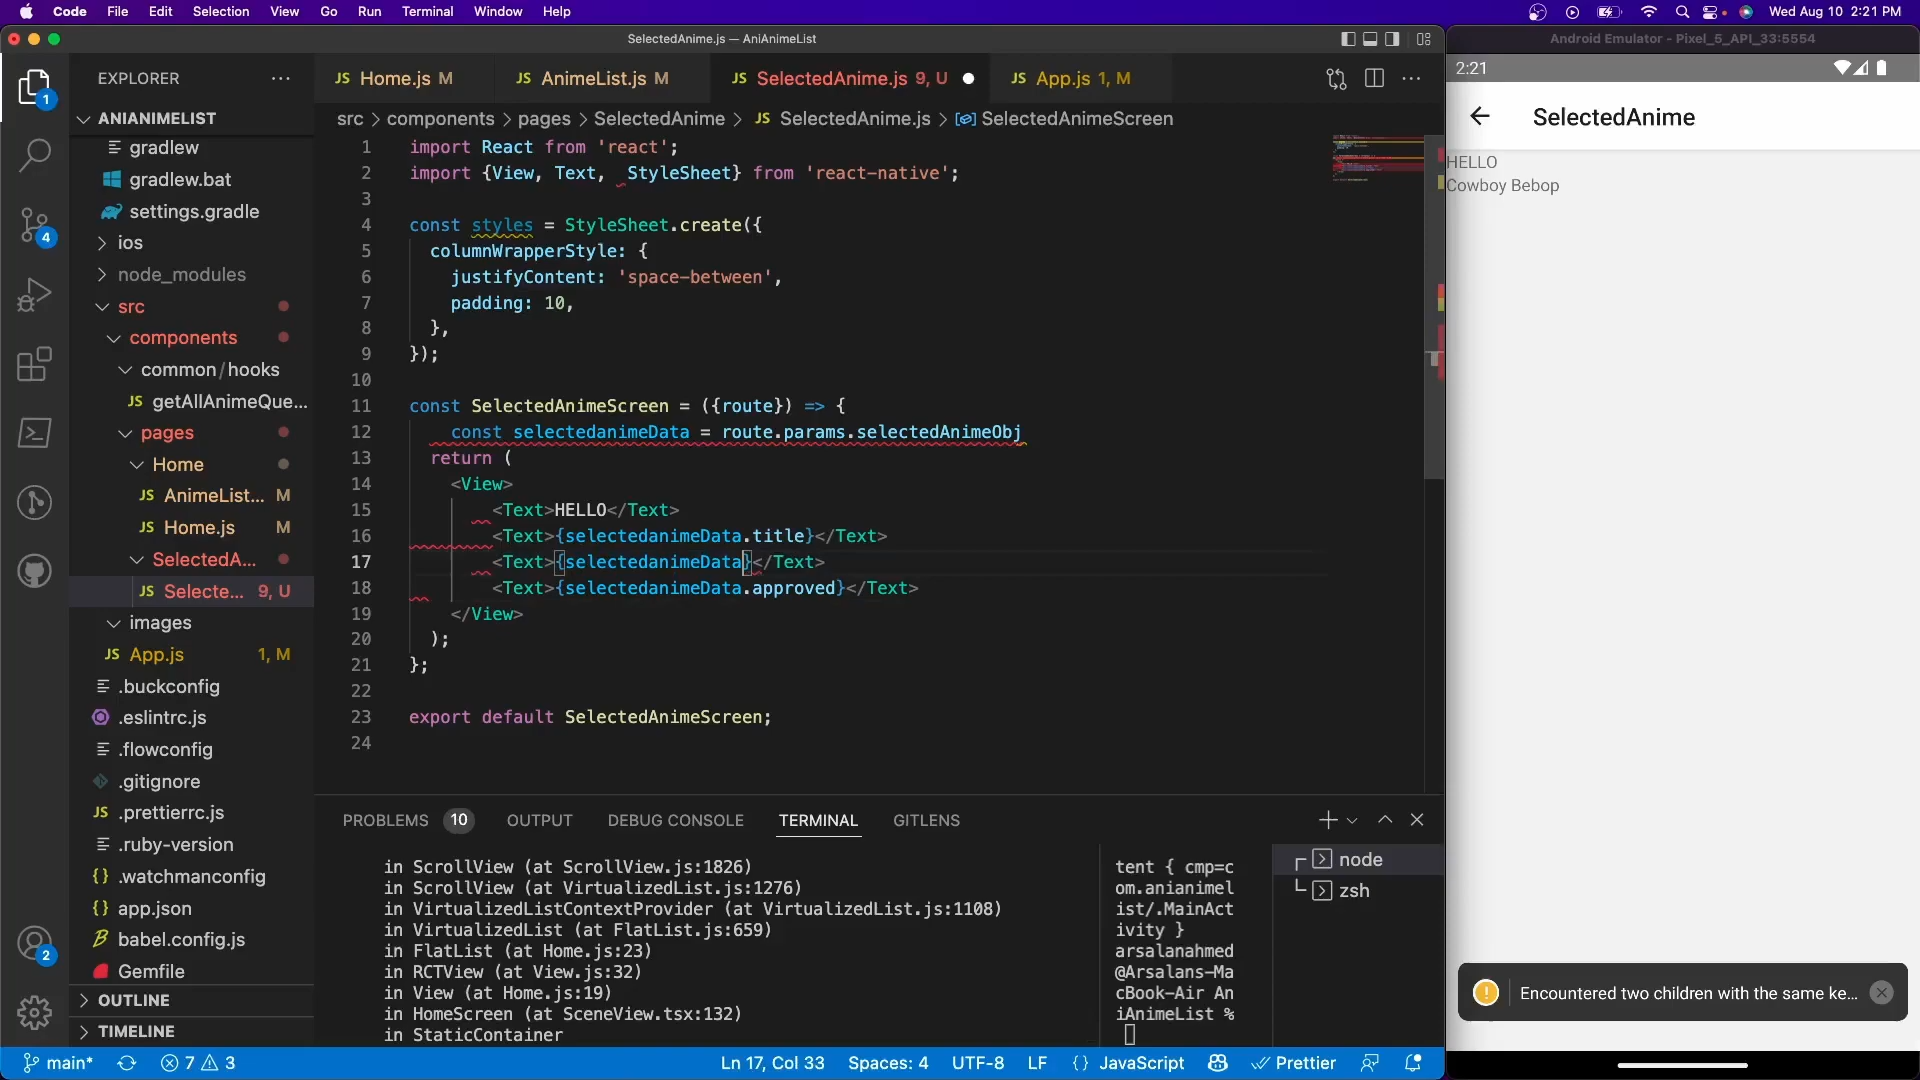 Code File Edit Selection View Go Run Terminal Window Help
Wed Aug 10 2:21 PM
SelectedAnime.js — AniAnimeList
Android Emulator - Pixel_5_API_33:5554
EXPLORER
JS Home.js M
JS AnimeList.js M
JS SelectedAnime.js 9, U
JS App.js 1, M
src > components > pages > SelectedAnime > JS SelectedAnime.js > SelectedAnimeScreen
1
ANIANIMELIST
gradlew
gradlew.bat
settings.gradle
4
ios
node_modules
src
components
common/hooks
JS getAllAnimeQue...
pages
Home
JS AnimeList... M
JS Home.js M
SelectedA...
JS Selecte... 9, U
images
JS App.js 1, M
.buckconfig
.eslintrc.js
.flowconfig
.gitignore
JS .prettierrc.js
.ruby-version
{} .watchmanconfig
{} app.json
babel.config.js
2
Gemfile
OUTLINE
TIMELINE
1 import React from 'react';
2 import {View, Text,  StyleSheet} from 'react-native';
3
4 const styles = StyleSheet.create({
5   columnWrapperStyle: {
6     justifyContent: 'space-between',
7     padding: 10,
8   },
9 });
10
11 const SelectedAnimeScreen = ({route}) => {
12     const selectedanimeData = route.params.selectedAnimeObj
13   return (
14     <View>
15         <Text>HELLO</Text>
16         <Text>{selectedanimeData.title}</Text>
17         <Text>{selectedanimeData}</Text>
18         <Text>{selectedanimeData.approved}</Text>
19     </View>
20   );
21 };
22
23 export default SelectedAnimeScreen;
24
PROBLEMS 10 OUTPUT DEBUG CONSOLE TERMINAL GITLENS
in ScrollView (at ScrollView.js:1826)
in ScrollView (at VirtualizedList.js:1276)
in VirtualizedListContextProvider (at VirtualizedList.js:1108)
in VirtualizedList (at FlatList.js:659)
in FlatList (at Home.js:23)
in RCTView (at View.js:32)
in View (at Home.js:19)
in HomeScreen (at SceneView.tsx:132)
in StaticContainer
tent { cmp=c
om.anianimel
ist/.MainAct
ivity }
arsalanahmed
@Arsalans-Ma
cBook-Air An
iAnimeList %
node
zsh
main* 7 3
Ln 17, Col 33 Spaces: 4 UTF-8 LF {} JavaScript Prettier
2:21
SelectedAnime
HELLO
Cowboy Bebop
! Encountered two children with the same ke...